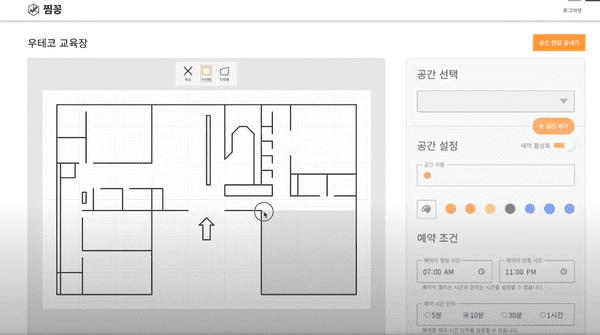 찜꽁
로그아웃
우테코 교육장
공간 편집 끝내기
취소
사각형
다각형
공간 선택
+ 공간 추가
공간 설정
예약 활성화
공간 이름
예약 조건
예약이 열릴 시간
예약이 닫힐 시간
07:00 AM
11:00 PM
예약이 열리는 시간과 닫히는 시간을 설정할 수 있습니다.
예약 시간 단위
5분
10분
30분
1시간
예약할 때의 시간 단위를 설정할 수 있습니다.